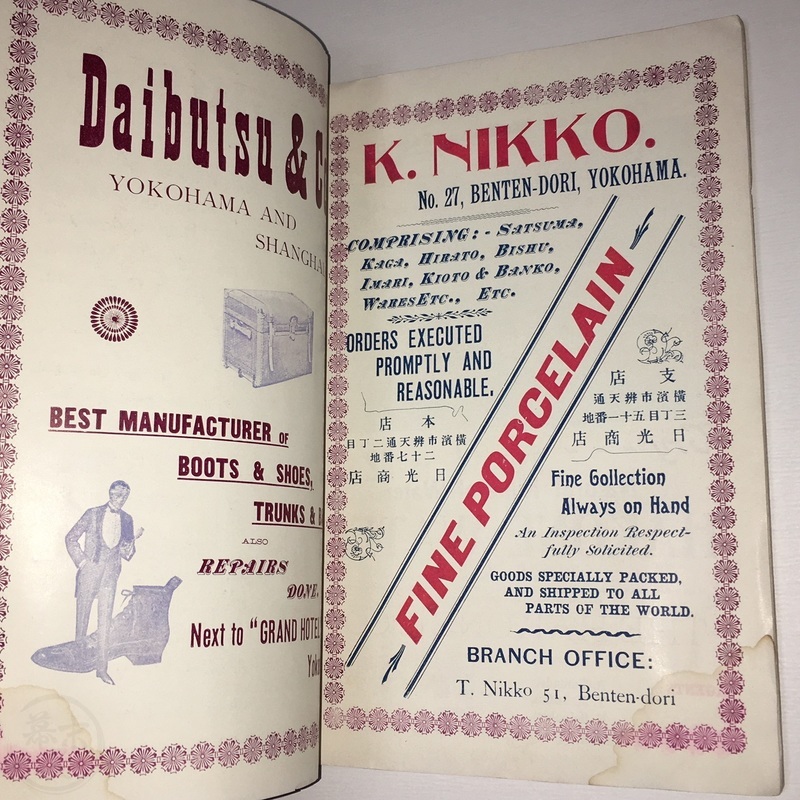 Daibutsu & Co
YOKOHAMA AND
SHANGHA
BEST MANUFACTURER OF
BOOTS & SHOES,
TRUNKS &
ALSO
REPAIRS
DONE.
Next to "GRAND HOTEL
Yoko
K. NIKKO.
No. 27, BENTEN-DORI, YOKOHAMA.
COMPRISING: - SATSUMA,
KAGA, HIRATO, BISHU,
IMARI, KIOTO & BANKO,
WARES ETC., ETC.
ORDERS EXECUTED
PROMPTLY AND
REASONABLE,
店本
目丁二通天辨市濱橫
地番七十二
店商光日
FINE PORCELAIN
店支
通天辨市濱橫
地番一十五目丁三
店商光日
Fine Gollection
Always on Hand
An Inspection Respect-
fully Solicited.
GOODS SPECIALLY PACKED,
AND SHIPPED TO ALL
PARTS OF THE WORLD.
BRANCH OFFICE:
T. Nikko 51, Benten-dori